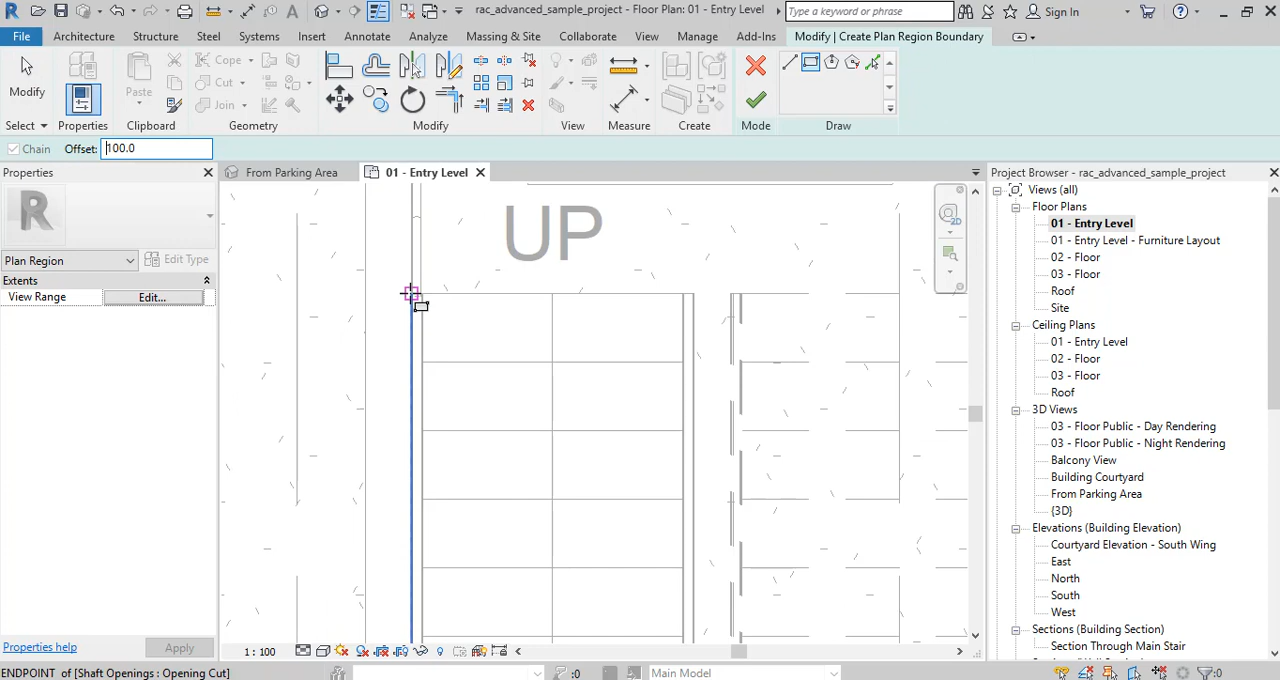 rac_advanced_sample_project - Floor Plan: 01 - Entry Level
Type a keyword or phrase
Sign In
File Architecture Structure Steel Systems Insert Annotate Analyze Massing & Site Collaborate View Manage Add-Ins Modify | Create Plan Region Boundary
Modify
Paste
Cope
Cut
Join
Select Properties Clipboard Geometry Modify View Measure Create Mode Draw
Chain Offset: 100.0
Properties
From Parking Area
01 - Entry Level
Project Browser - rac_advanced_sample_project
Plan Region
Edit Type
Extents
View Range Edit...
UP
2D
Views (all)
Floor Plans
01 - Entry Level
01 - Entry Level - Furniture Layout
02 - Floor
03 - Floor
Roof
Site
Ceiling Plans
01 - Entry Level
02 - Floor
03 - Floor
Roof
3D Views
03 - Floor Public - Day Rendering
03 - Floor Public - Night Rendering
Balcony View
Building Courtyard
From Parking Area
{3D}
Elevations (Building Elevation)
Courtyard Elevation - South Wing
East
North
South
West
Sections (Building Section)
Section Through Main Stair
Properties help
Apply
1 : 100
ENDPOINT of [Shaft Openings : Opening Cut]
:0
Main Model
:0